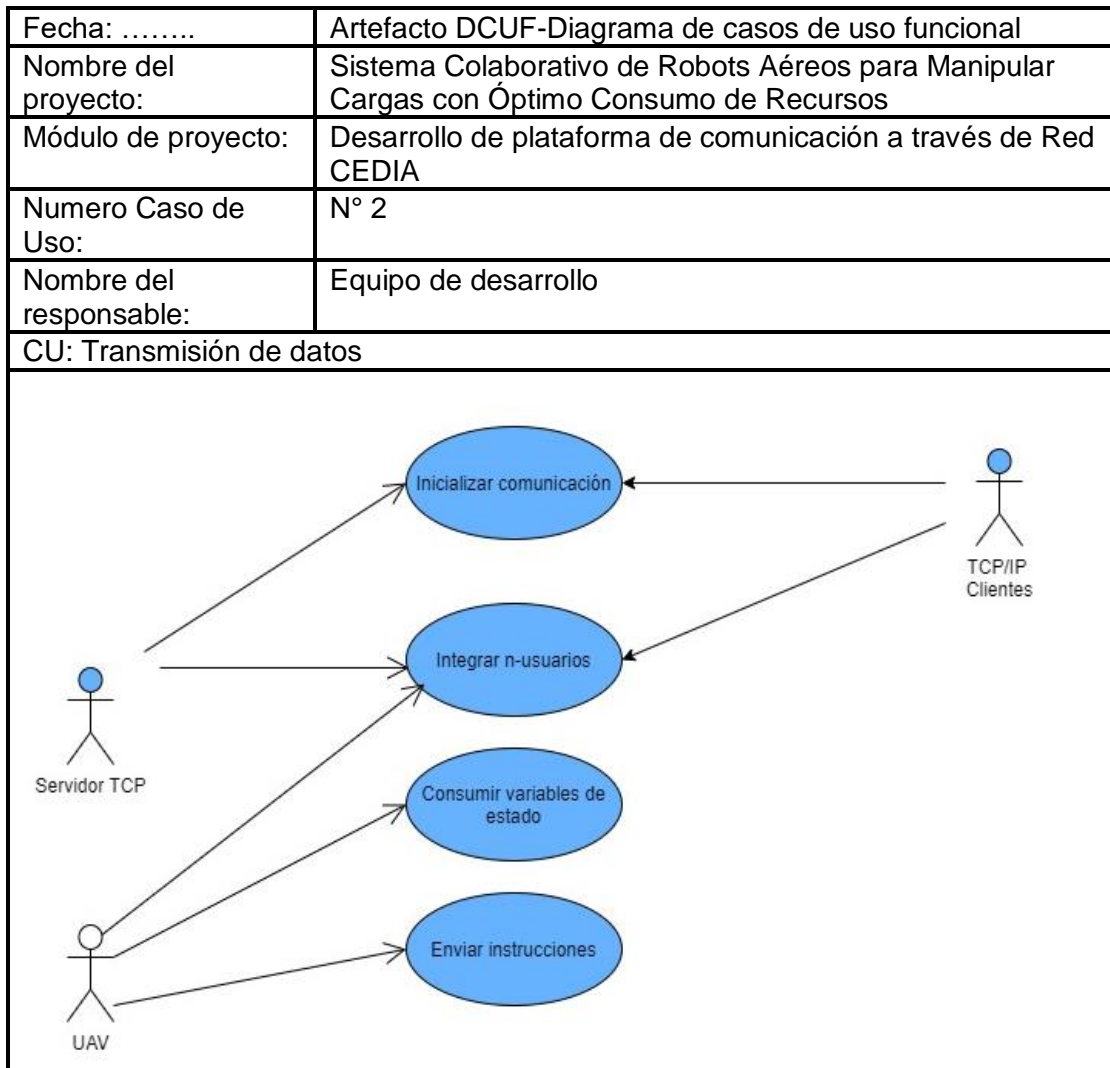 Fecha: ........
Artefacto DCUF-Diagrama de casos de uso funcional
Nombre del
proyecto:
Sistema Colaborativo de Robots Aéreos para Manipular
Cargas con Óptimo Consumo de Recursos
Módulo de proyecto:
Desarrollo de plataforma de comunicación a través de Red
CEDIA
Numero Caso de
Uso:
N° 2
Nombre del
responsable:
Equipo de desarrollo
CU: Transmisión de datos
Inicializar comunicación
TCP/IP
Clientes
Integrar n-usuarios
Servidor TCP
Consumir variables de
estado
Enviar instrucciones
UAV